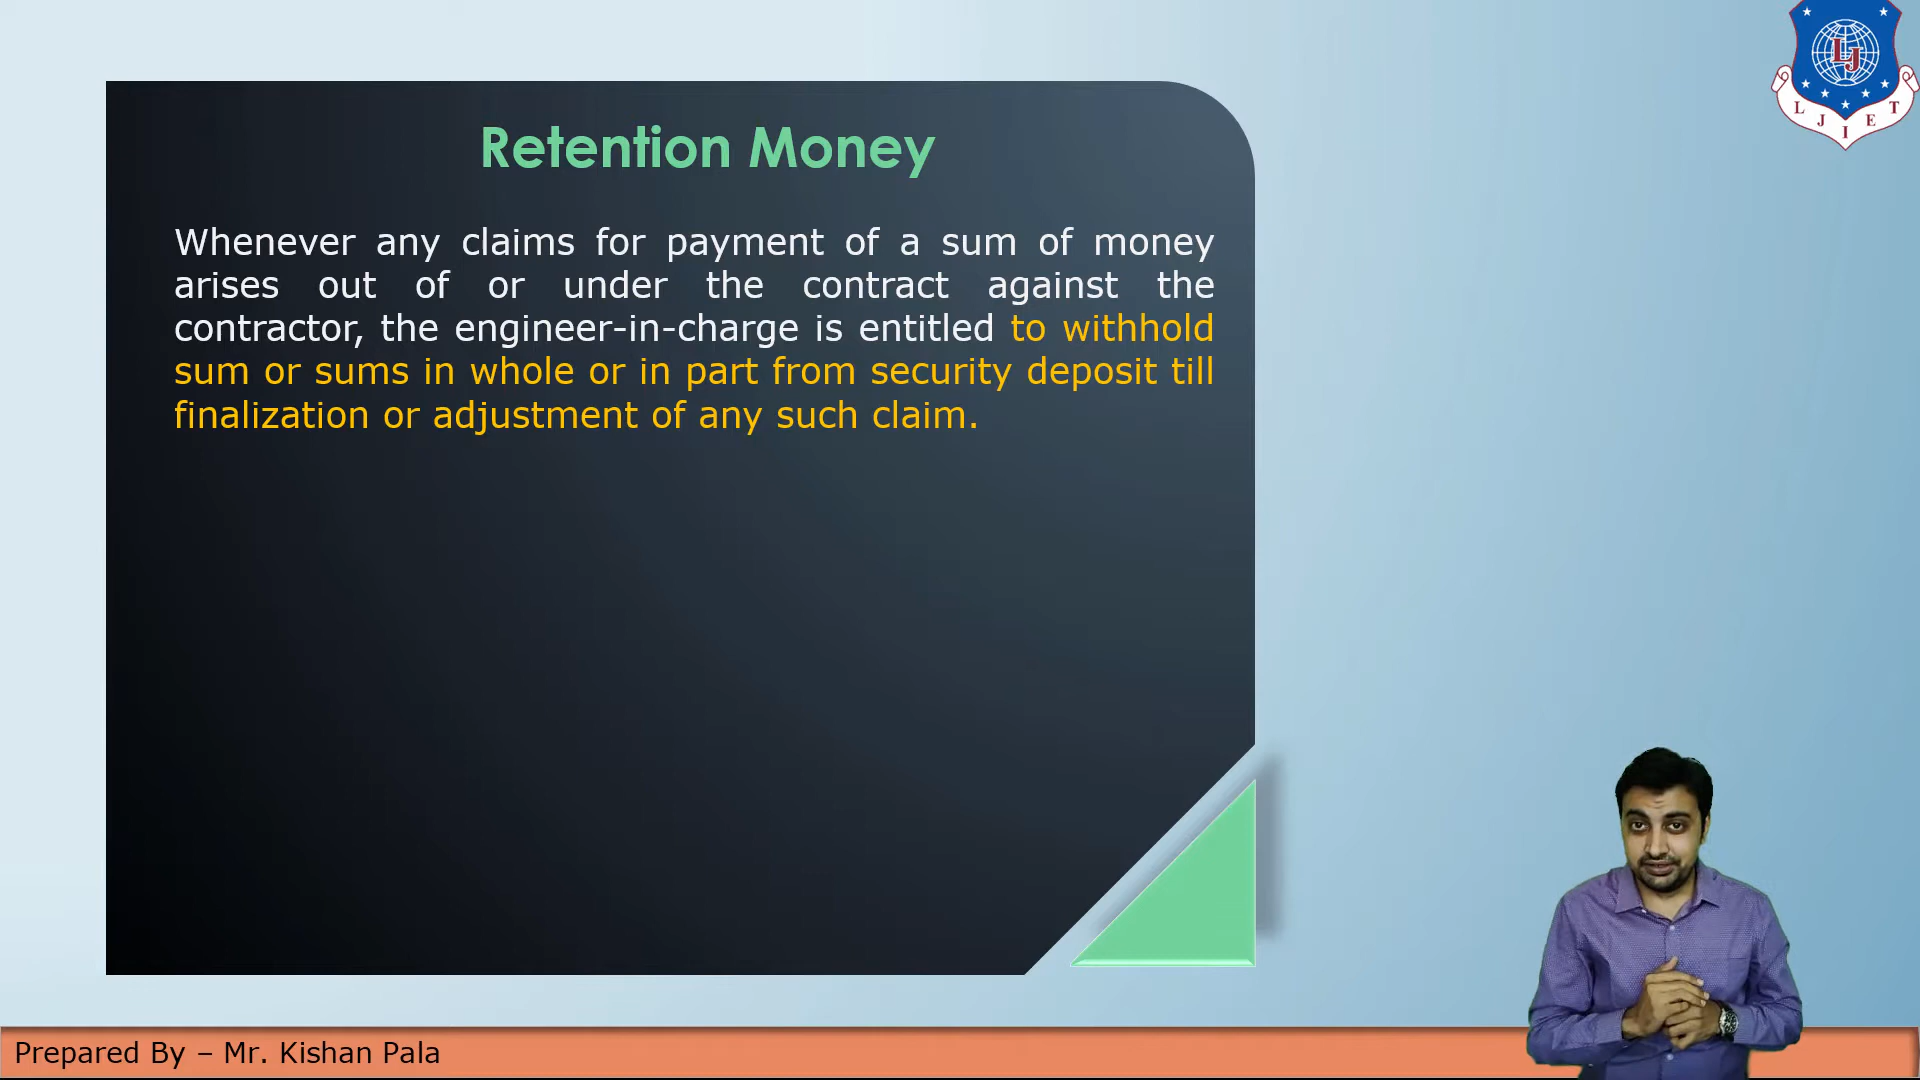 Retention Money
Whenever any claims for payment of a sum of money
arises out of or under the contract against the
contractor, the engineer-in-charge is entitled to withhold
sum or sums in whole or in part from security deposit till
finalization or adjustment of any such claim.
LJ
L J I E T
Prepared By – Mr. Kishan Pala